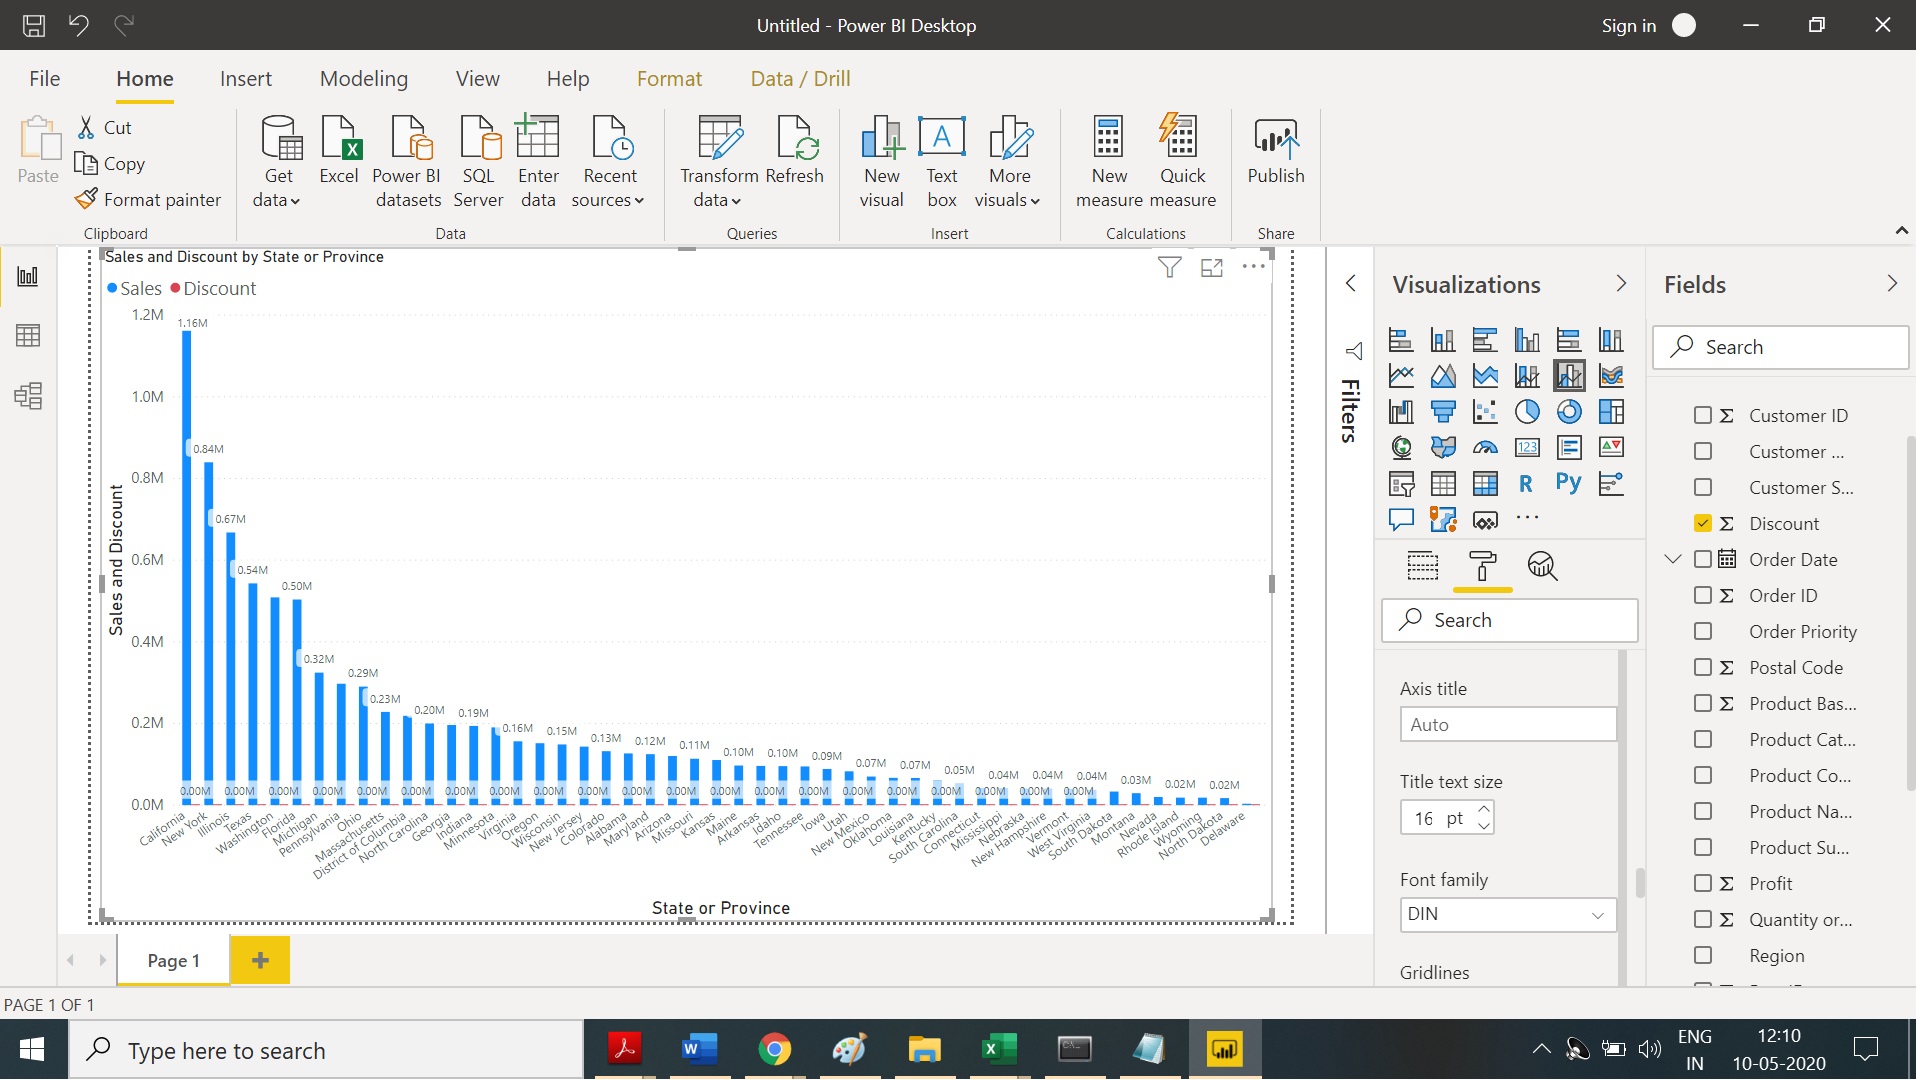 Untitled - Power BI Desktop
Sign in
File Home Insert Modeling View Help Format Data / Drill
Paste
Cut
Copy
Format painter
Clipboard
Get data
Excel
Power BI datasets
SQL Server
Enter data
Recent sources
Data
Transform data
Refresh
Queries
New visual
Text box
More visuals
Insert
New measure
Quick measure
Calculations
Publish
Share
Sales and Discount by State or Province
Sales Discount
Sales and Discount
1.2M
1.0M
0.8M
0.6M
0.4M
0.2M
0.0M
1.16M
0.84M
0.67M
0.54M
0.50M
0.32M
0.29M
0.23M
0.20M
0.19M
0.16M
0.15M
0.13M
0.12M
0.11M
0.10M
0.10M
0.09M
0.07M
0.07M
0.05M
0.04M
0.04M
0.04M
0.03M
0.02M
0.02M
0.00M 0.00M 0.00M 0.00M 0.00M 0.00M 0.00M 0.00M 0.00M 0.00M 0.00M 0.00M 0.00M 0.00M 0.00M 0.00M 0.00M 0.00M 0.00M 0.00M 0.00M
California
New York
Illinois
Texas
Washington
Florida
Michigan
Pennsylvania
Ohio
Massachusetts
District of Columbia
North Carolina
Georgia
Indiana
Minnesota
Virginia
Oregon
Wisconsin
New Jersey
Colorado
Alabama
Maryland
Arizona
Missouri
Kansas
Maine
Arkansas
Idaho
Tennessee
Iowa
Utah
New Mexico
Oklahoma
Louisiana
Kentucky
South Carolina
Connecticut
Mississippi
Nebraska
New Hampshire
Vermont
West Virginia
South Dakota
Montana
Nevada
Rhode Island
Wyoming
North Dakota
Delaware
State or Province
Filters
Visualizations
123
R
Py
Search
Axis title
Auto
Title text size
16 pt
Font family
DIN
Gridlines
Fields
Search
Σ Customer ID
Customer ...
Customer S...
Σ Discount
Order Date
Σ Order ID
Order Priority
Σ Postal Code
Σ Product Bas...
Product Cat...
Product Co...
Product Na...
Product Su...
Σ Profit
Σ Quantity or...
Region
Page 1
PAGE 1 OF 1
Type here to search
ENG
IN
12:10
10-05-2020